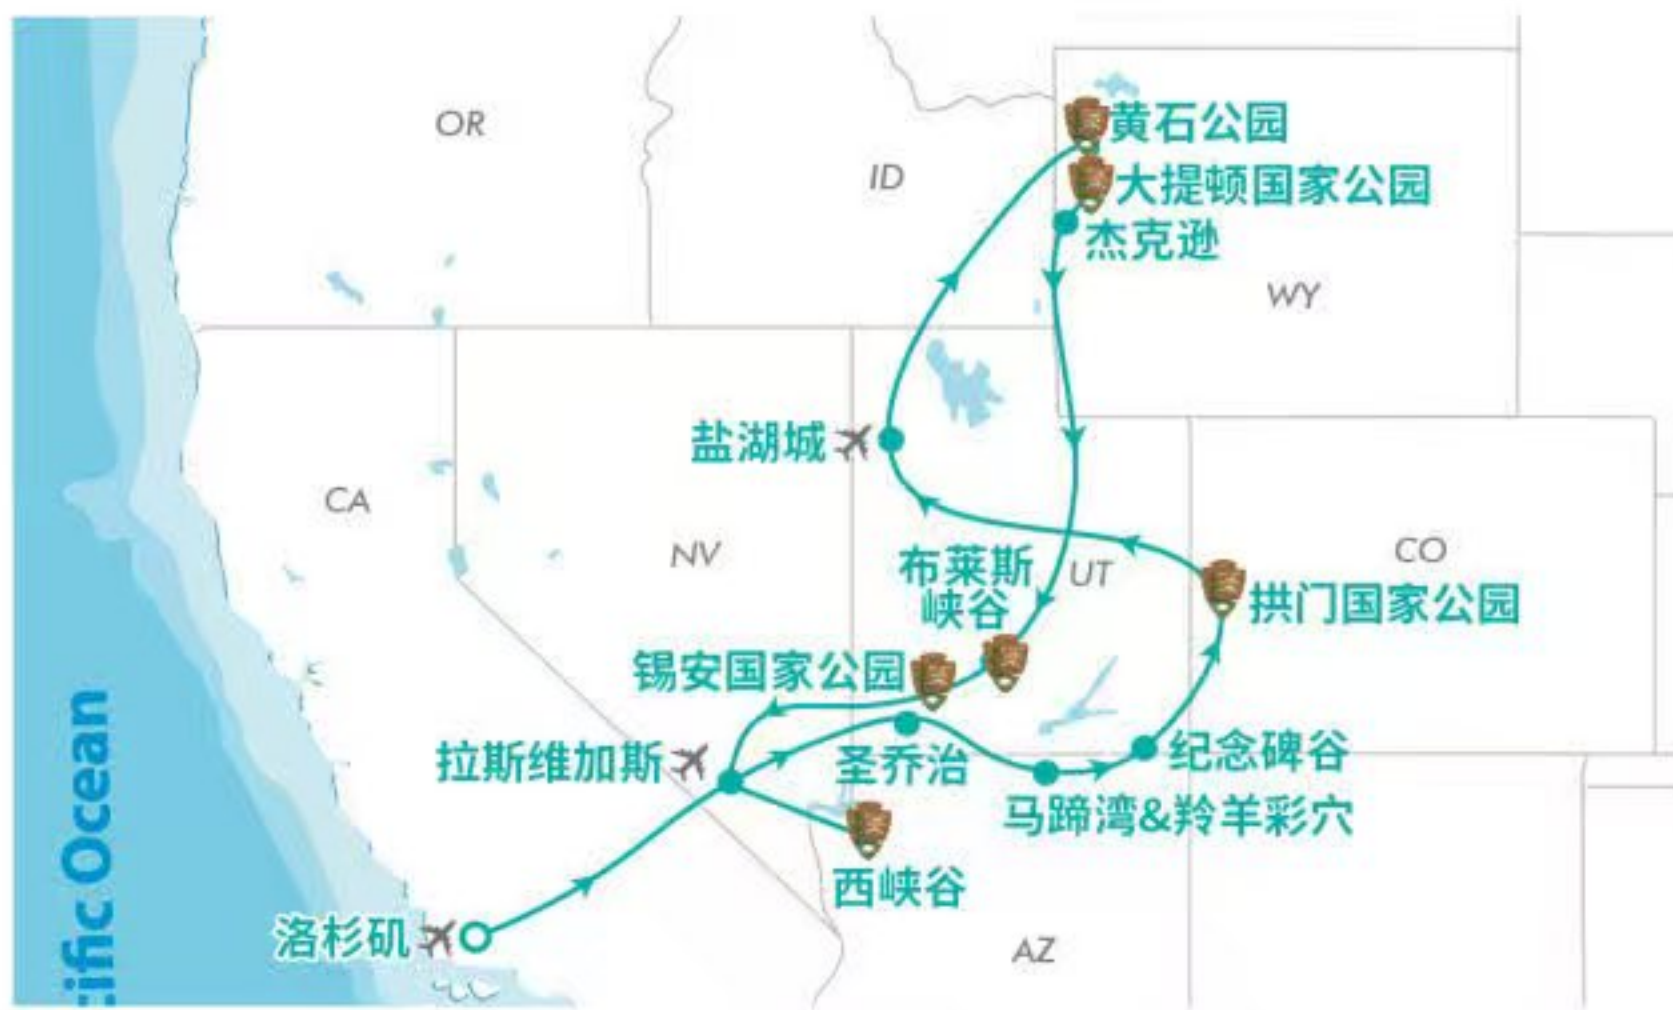 OR
黄石公园
ID
大提顿国家公园
杰克逊
WY
盐湖城
CA
NV
布莱斯
峡谷
UT
CO
拱门国家公园
锡安国家公园
拉斯维加斯
圣乔治
纪念碑谷
马蹄湾&羚羊彩穴
西峡谷
洛杉矶
AZ
cific Ocean